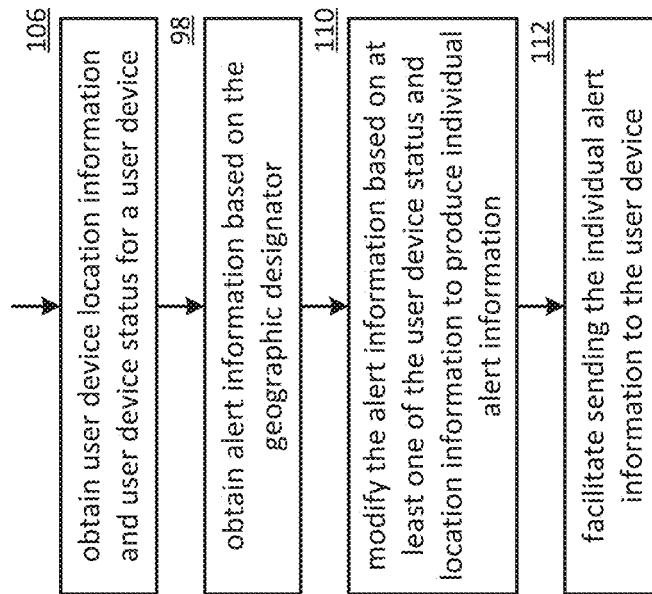 106
obtain user device location information
and user device status for a user device
98
obtain alert information based on the
geographic designator
110
modify the alert information based on at
least one of the user device status and
location information to produce individual
alert information
112
facilitate sending the individual alert
information to the user device